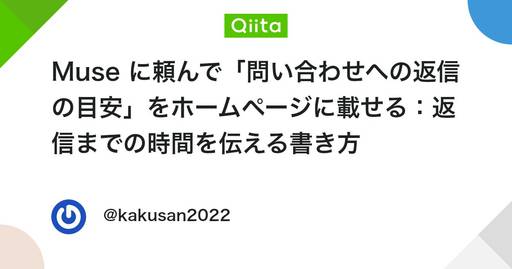 Qiita
Muse に頼んで「問い合わせへの返信
の目安」をホームページに載せる：返
信までの時間を伝える書き方
@kakusan2022